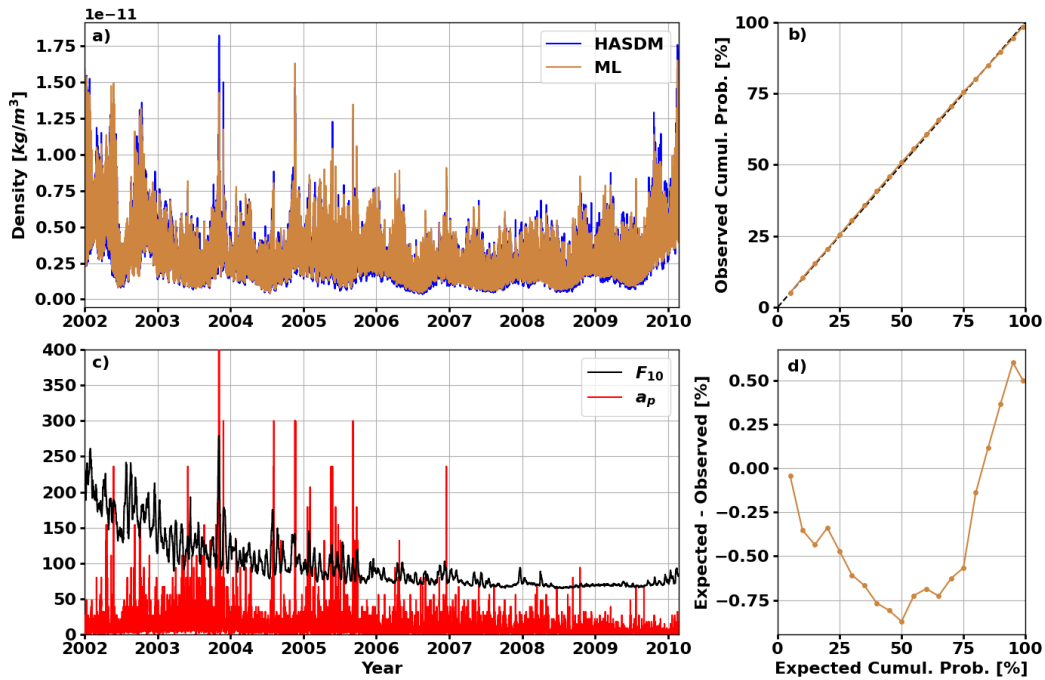 1e−11
a)
HASDM
ML
1.75
1.50
1.25
1.00
0.75
0.50
0.25
0.00
Density [kg/m³]
2002 2003 2004 2005 2006 2007 2008 2009 2010
b)
100
75
50
25
0
Observed Cumul. Prob. [%]
0 25 50 75 100
c)
F₁₀
aₚ
400
350
300
250
200
150
100
50
0
2002 2003 2004 2005 2006 2007 2008 2009 2010
Year
d)
0.50
0.25
0.00
−0.25
−0.50
−0.75
Expected - Observed [%]
0 25 50 75 100
Expected Cumul. Prob. [%]